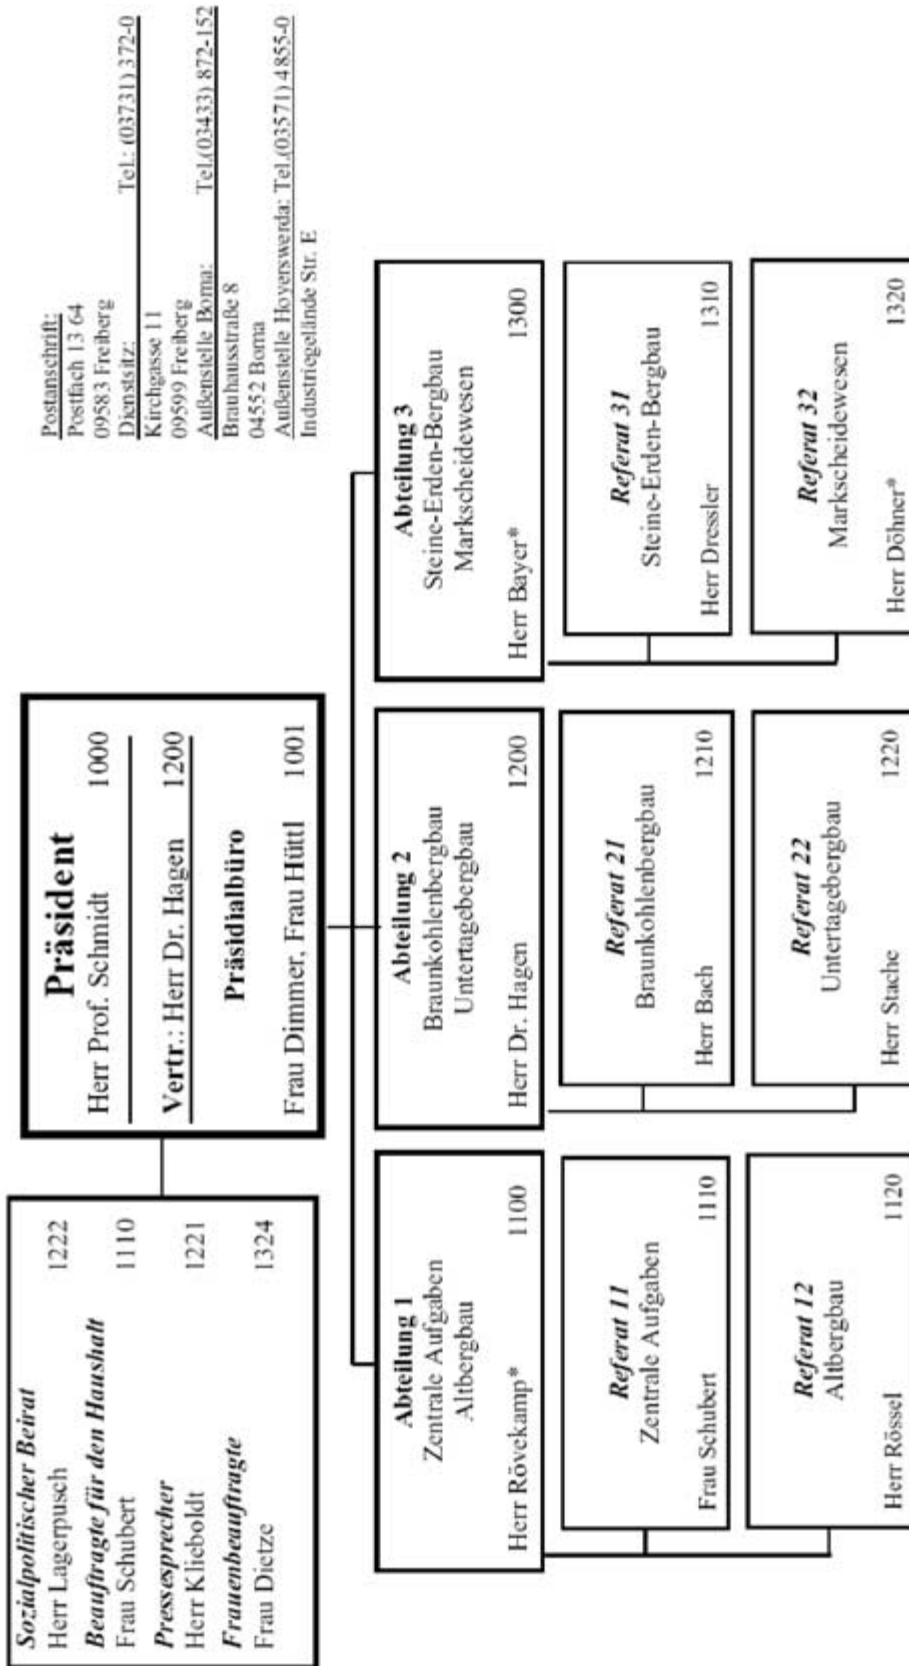 Sozialpolitischer Beirat
Herr Lagerpusch 1222
Beauftragte für den Haushalt
Frau Schubert 1110
Pressesprecher
Herr Klieboldt 1221
Frauenbeauftragte
Frau Dietze 1324
Präsident
Herr Prof. Schmidt 1000
Vertr.: Herr Dr. Hagen 1200
Präsidialbüro
Frau Dimmer, Frau Hüttl 1001
Postanschrift:
Postfach 13 64
09583 Freiberg
Dienstsitz: Tel.: (03731) 372-0
Kirchgasse 11
09599 Freiberg
Außenstelle Borna: Tel.(03433) 872-152
Brauhausstraße 8
04552 Borna
Außenstelle Hoyerswerda: Tel.(03571) 4855-0
Industriegelände Str. E
Abteilung 1
Zentrale Aufgaben
Altbergbau
Herr Rövekamp* 1100
Abteilung 2
Braunkohlenbergbau
Untertagebergbau
Herr Dr. Hagen 1200
Abteilung 3
Steine-Erden-Bergbau
Markscheidewesen
Herr Bayer* 1300
Referat 11
Zentrale Aufgaben
Frau Schubert 1110
Referat 21
Braunkohlenbergbau
Herr Bach 1210
Referat 31
Steine-Erden-Bergbau
Herr Dressler 1310
Referat 12
Altbergbau
Herr Rössel 1120
Referat 22
Untertagebergbau
Herr Stache 1220
Referat 32
Markscheidewesen
Herr Döhner* 1320